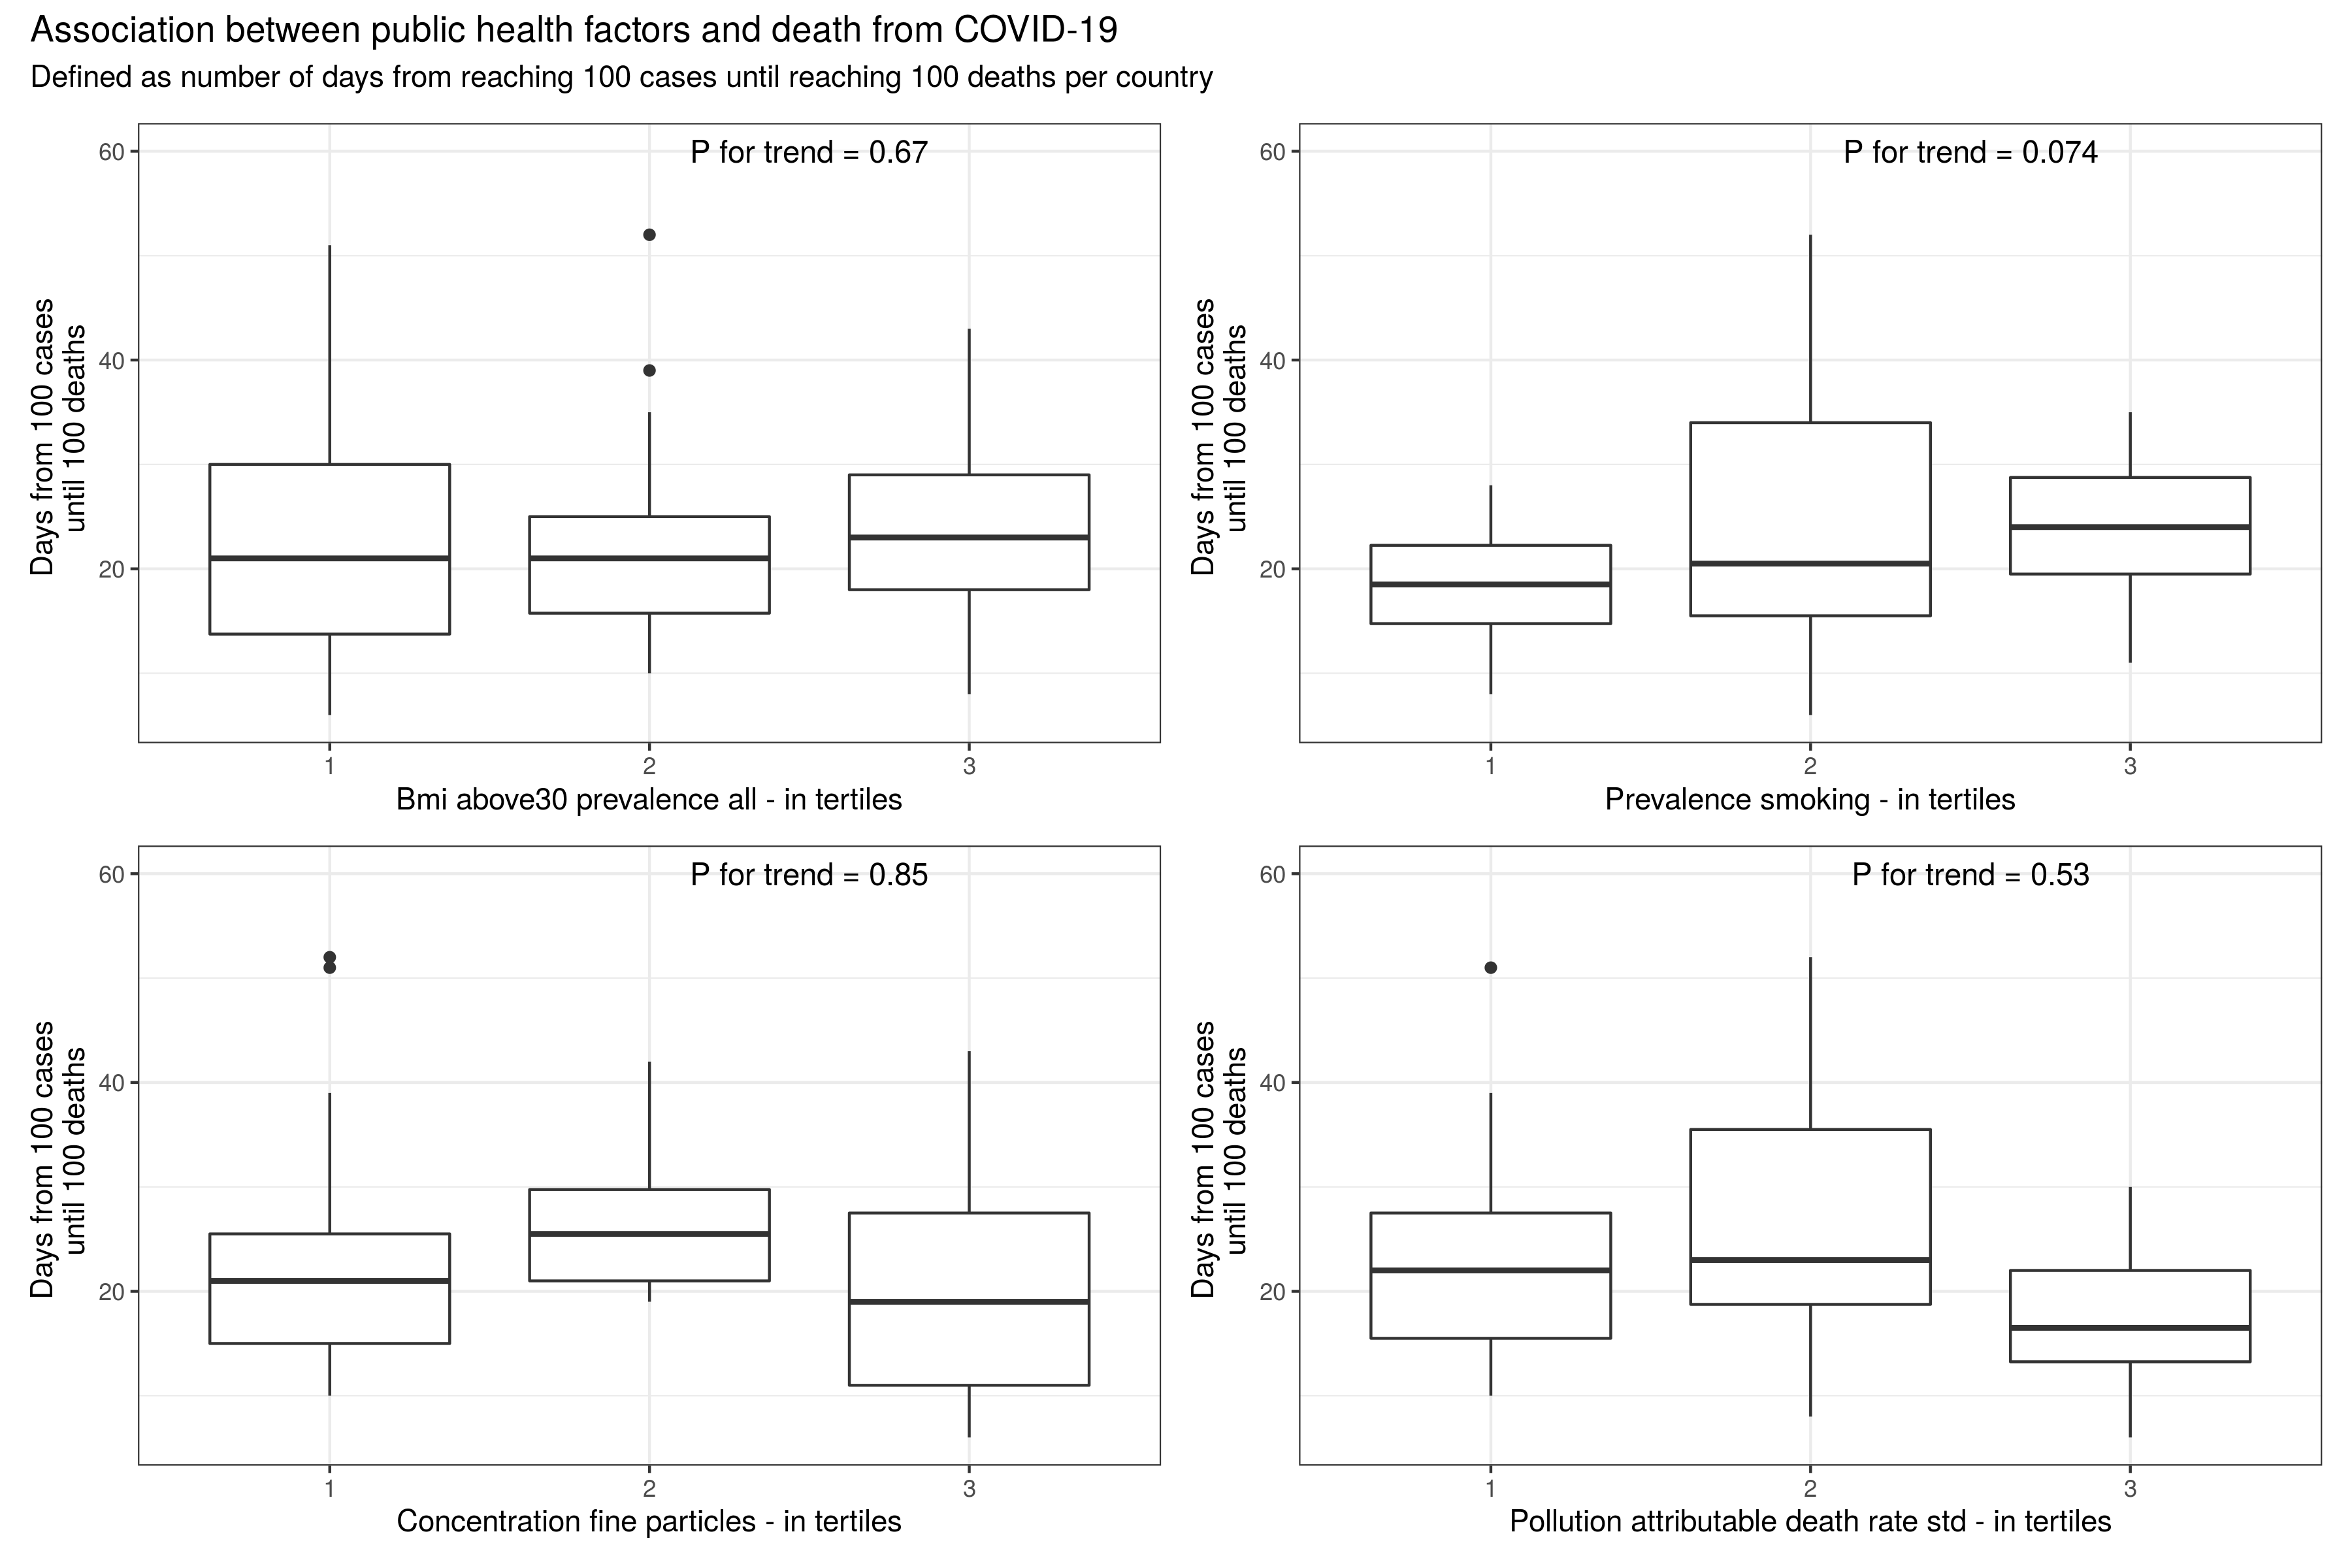 Association between public health factors and death from COVID-19
Defined as number of days from reaching 100 cases until reaching 100 deaths per country
P for trend = 0.67
60
40
20
Days from 100 cases
until 100 deaths
1 2 3
Bmi above30 prevalence all - in tertiles
P for trend = 0.074
60
40
20
Days from 100 cases
until 100 deaths
1 2 3
Prevalence smoking - in tertiles
P for trend = 0.85
60
40
20
Days from 100 cases
until 100 deaths
1 2 3
Concentration fine particles - in tertiles
P for trend = 0.53
60
40
20
Days from 100 cases
until 100 deaths
1 2 3
Pollution attributable death rate std - in tertiles